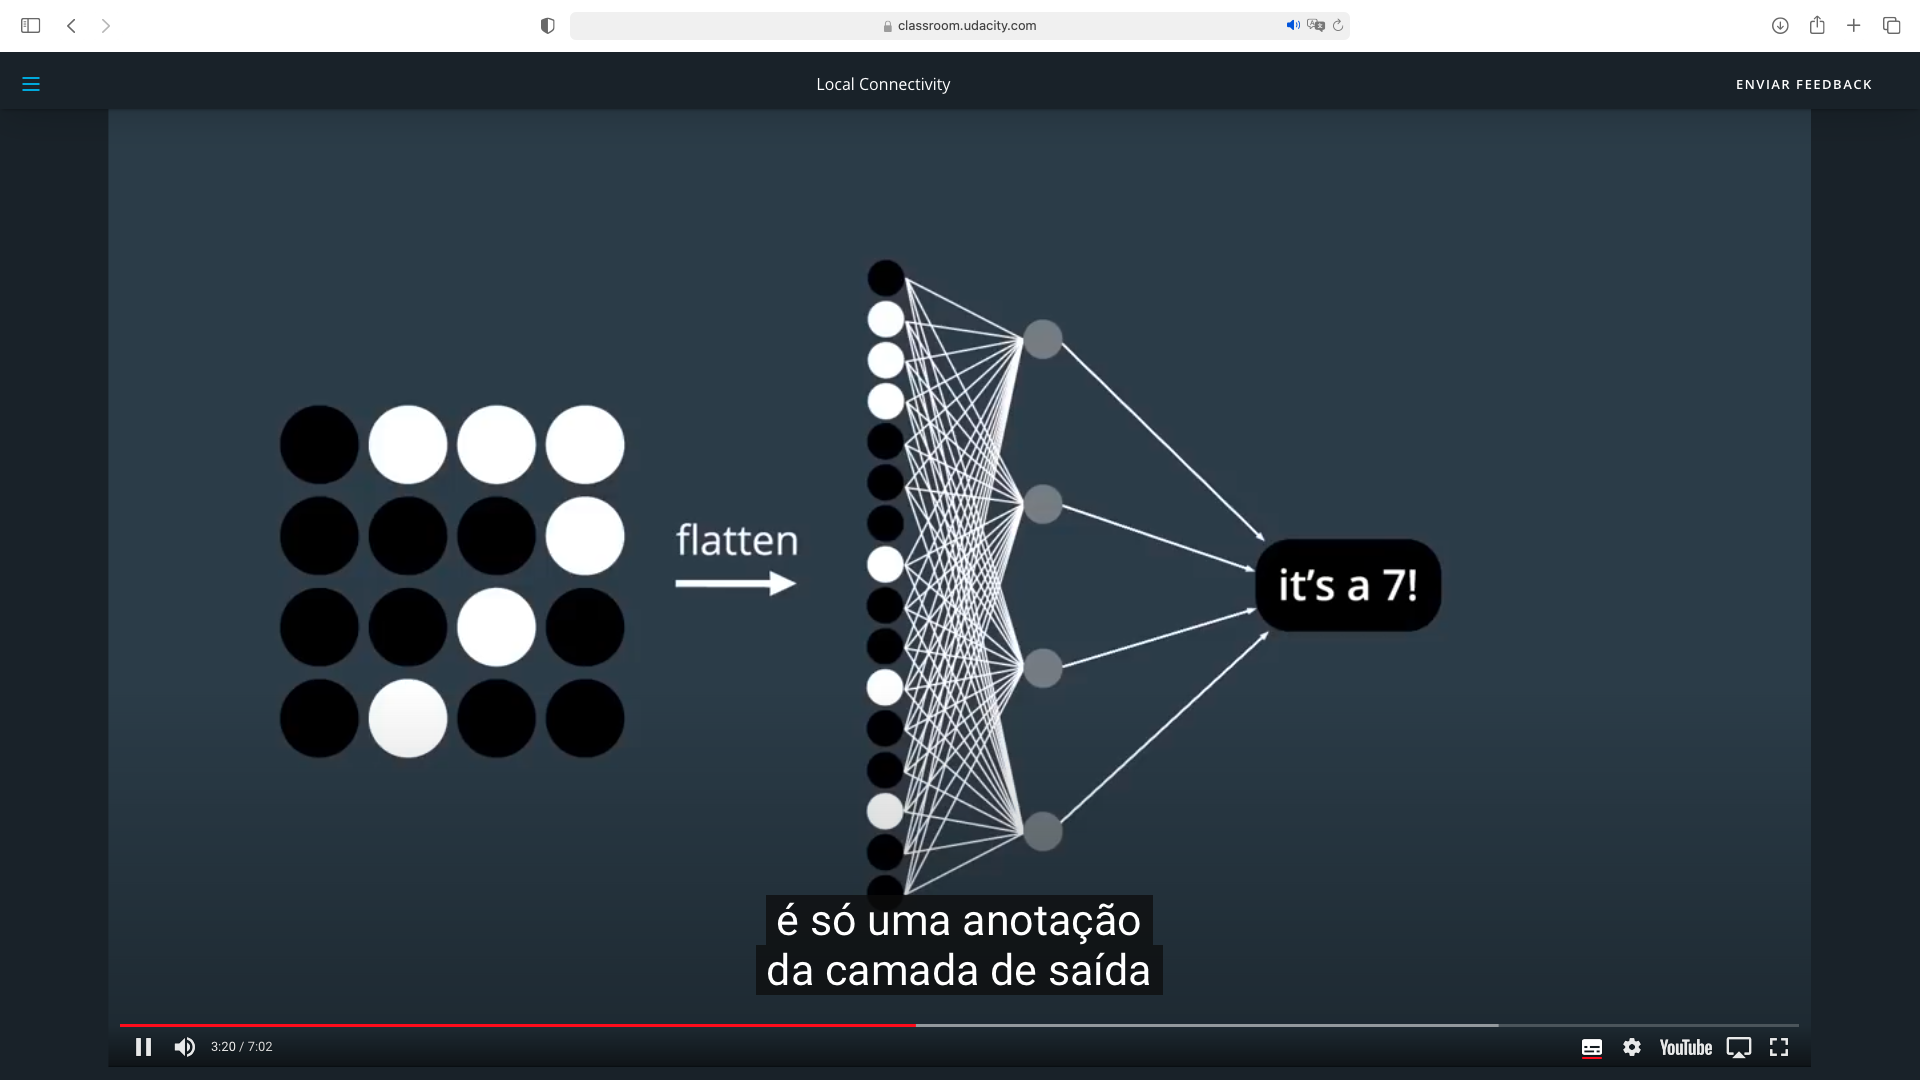 classroom.udacity.com
Local Connectivity
ENVIAR FEEDBACK
flatten
it's a 7!
é só uma anotação
da camada de saída
3:20 / 7:02
YouTube